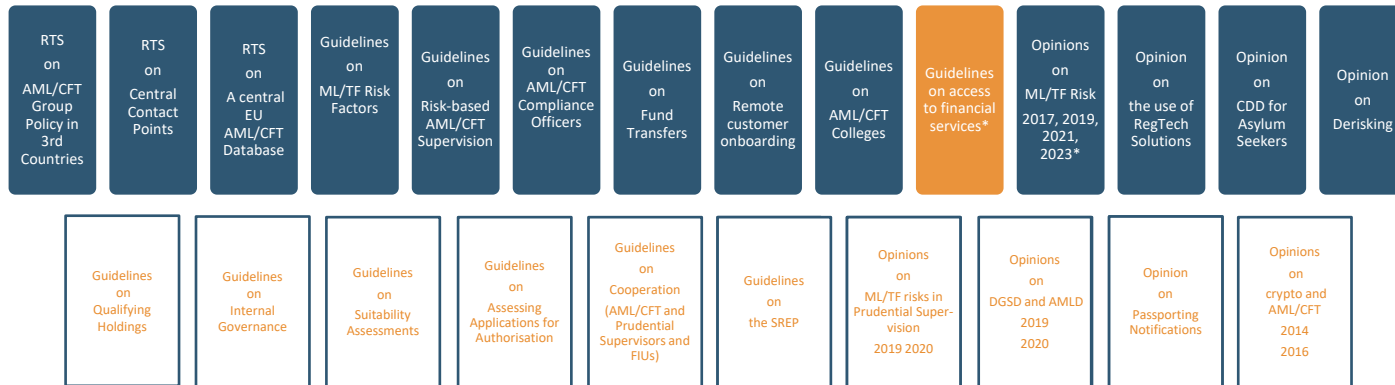 RTS
on
AML/CFT
Group
Policy in
3rd
Countries
RTS
on
Central
Contact
Points
RTS
on
A central
EU
AML/CFT
Database
Guidelines
on
ML/TF Risk
Factors
Guidelines
on
Risk-based
AML/CFT
Supervision
Guidelines
on AML/CFT
Compliance
Officers
Guidelines
on
Fund
Transfers
Guidelines
on
Remote
customer
onboarding
Guidelines
on
AML/CFT
Colleges
Guidelines
on access
to financial
services*
Opinions
on
ML/TF Risk
2017, 2019,
2021,
2023*
Opinion
on
the use of
RegTech
Solutions
Opinion
on
CDD for
Asylum
Seekers
Opinion
on
Derisking
Guidelines
on
Qualifying
Holdings
Guidelines
on
Internal
Governance
Guidelines
on
Suitability
Assessments
Guidelines
on
Assessing
Applications for
Authorisation
Guidelines
on
Cooperation
(AML/CFT and
Prudential
Supervisors and
FIUs)
Guidelines
on
the SREP
Opinions
on
ML/TF risks in
Prudential Super-
vision
2019 2020
Opinions
on
DGSD and AMLD
2019
2020
Opinion
on
Passporting
Notifications
Opinions
on
crypto and
AML/CFT
2014
2016